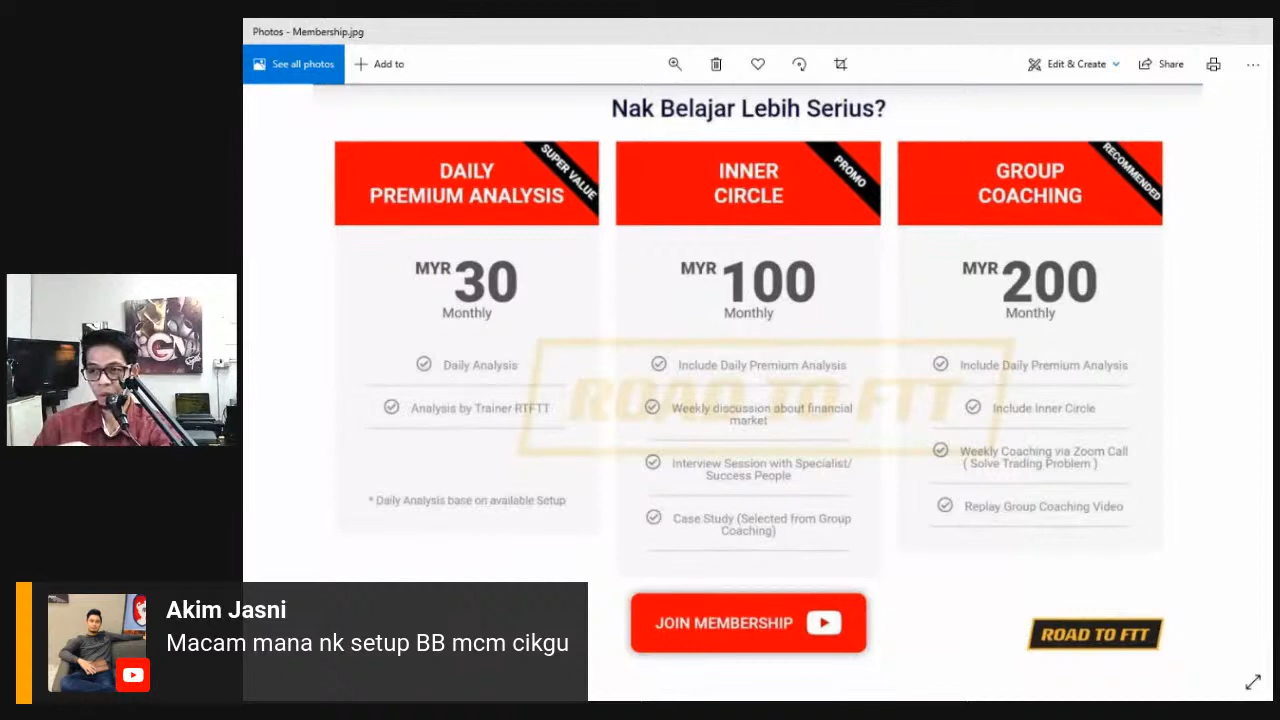 Photos - Membership.jpg
See all photos
Add to
Edit & Create
Share
Nak Belajar Lebih Serius?
DAILY
PREMIUM ANALYSIS
SUPER VALUE
MYR 30
Monthly
Daily Analysis
Analysis by Trainer RTFTT
* Daily Analysis base on available Setup
INNER
CIRCLE
PROMO
MYR 100
Monthly
Include Daily Premium Analysis
Weekly discussion about financial
market
Interview Session with Specialist/
Success People
Case Study (Selected from Group
Coaching)
GROUP
COACHING
RECOMMENDED
MYR 200
Monthly
Include Daily Premium Analysis
Include Inner Circle
Weekly Coaching via Zoom Call
( Solve Trading Problem )
Replay Group Coaching Video
ROAD TO FTT
JOIN MEMBERSHIP
ROAD TO FTT
Akim Jasni
Macam mana nk setup BB mcm cikgu